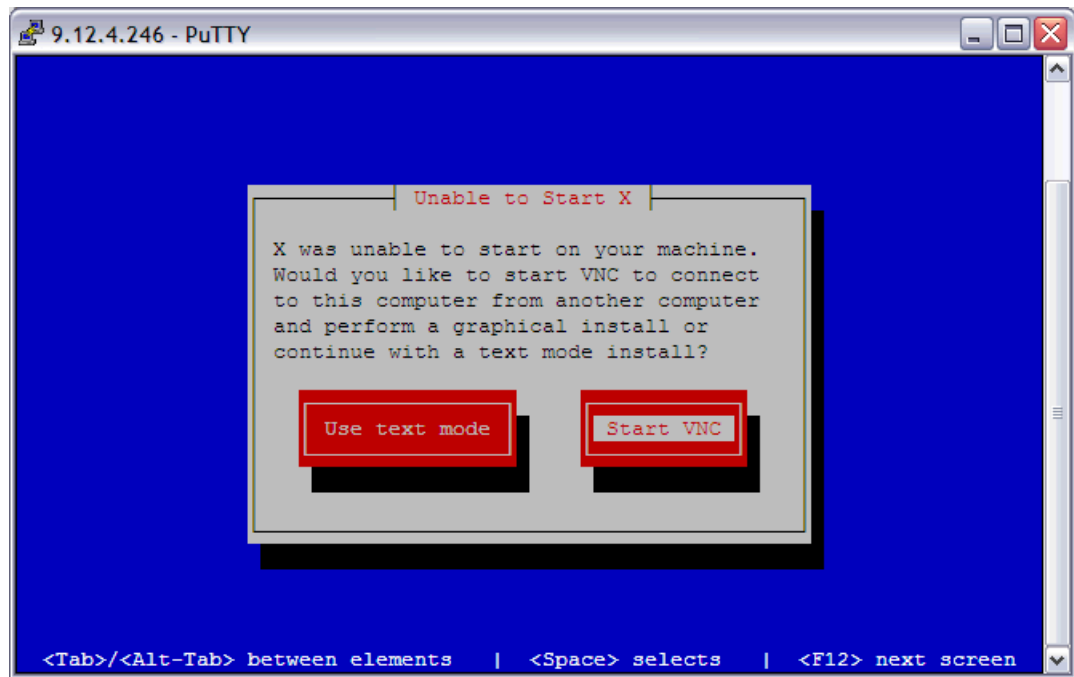 9.12.4.246 - PuTTY
Unable to Start X
X was unable to start on your machine.
Would you like to start VNC to connect
to this computer from another computer
and perform a graphical install or
continue with a text mode install?
Use text mode Start VNC
<Tab>/<Alt-Tab> between elements | <Space> selects | <F12> next screen